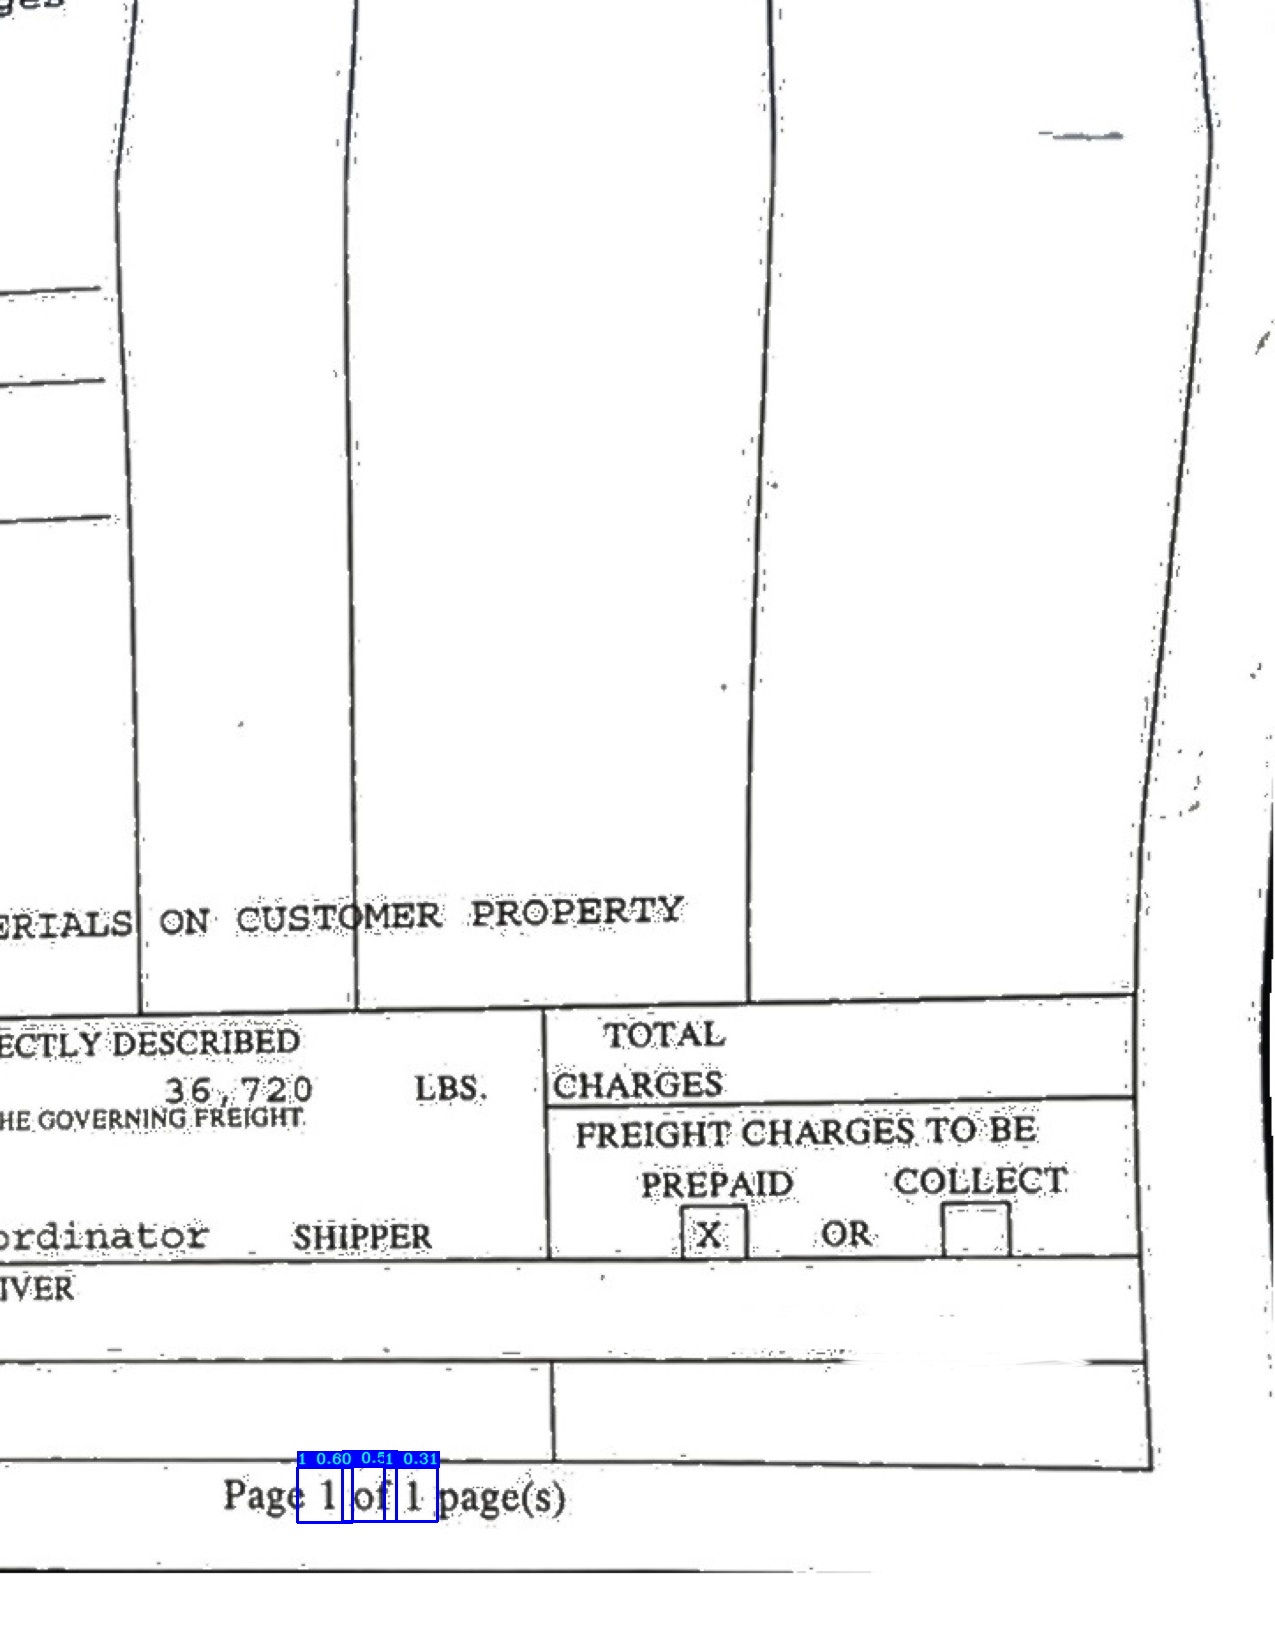 ERIALS ON CUSTOMER PROPERTY
ECTLY DESCRIBED
36,720 LBS.
HE GOVERNING FREIGHT
ordinator SHIPPER
IVER
TOTAL
CHARGES
FREIGHT CHARGES TO BE
PREPAID COLLECT
X OR
1 0.60 0.51 0.31
Page 1 of 1 page(s)